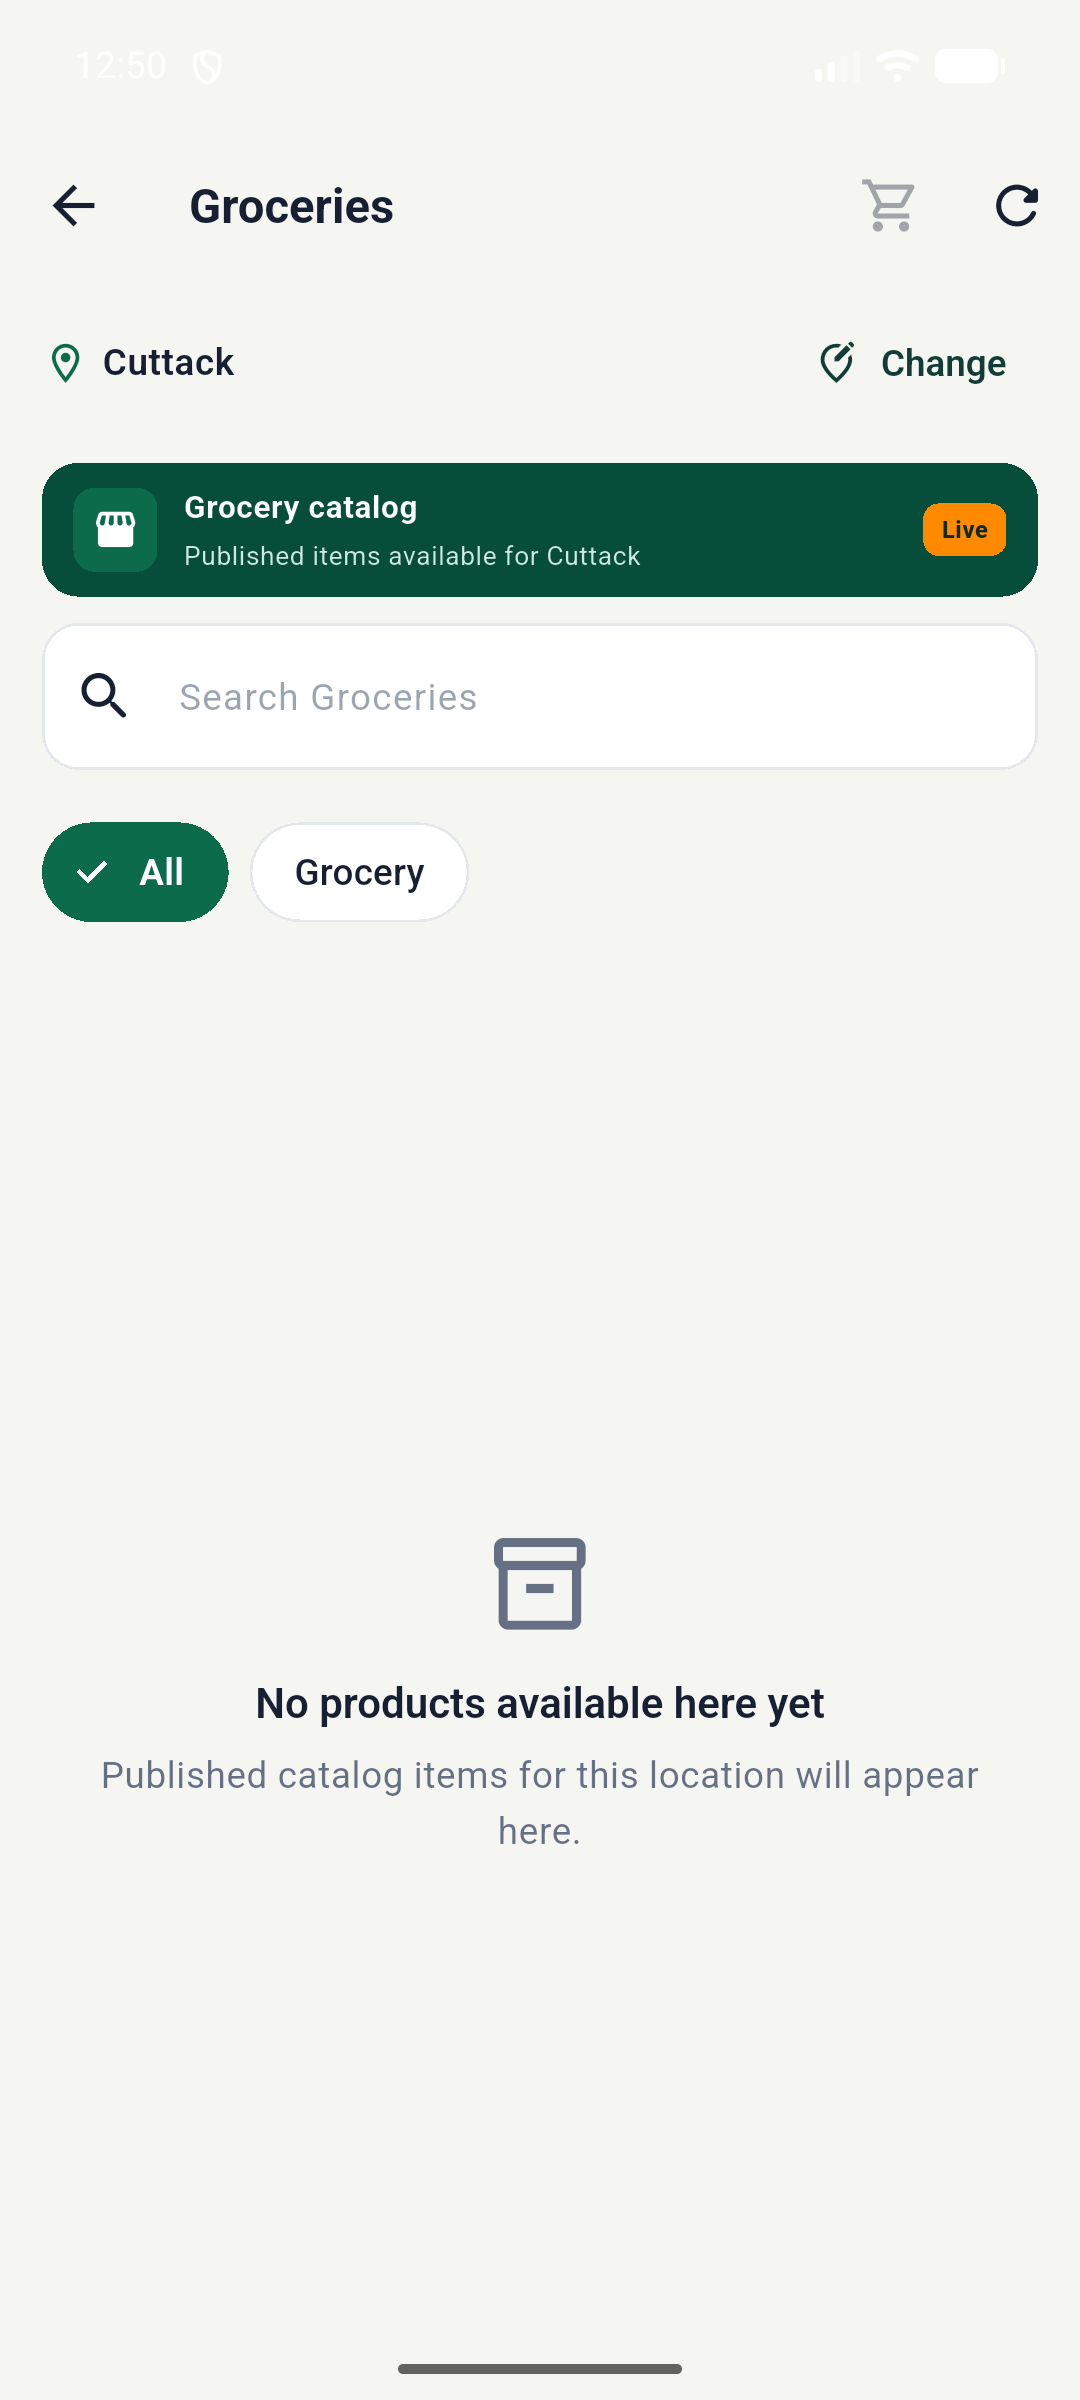 12:50
Groceries
Cuttack
Change
Grocery catalog
Published items available for Cuttack
Live
Search Groceries
All
Grocery
No products available here yet
Published catalog items for this location will appear
here.